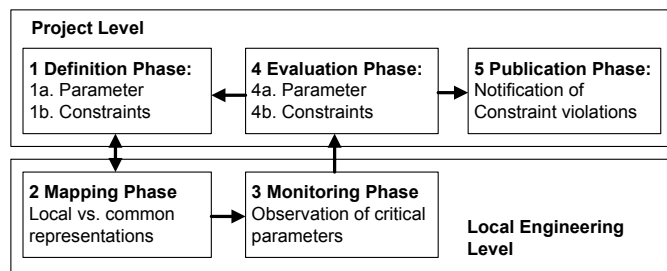 Project Level
1 Definition Phase:
1a. Parameter
1b. Constraints
4 Evaluation Phase:
4a. Parameter
4b. Constraints
5 Publication Phase:
Notification of
Constraint violations
2 Mapping Phase
Local vs. common
representations
3 Monitoring Phase
Observation of critical
parameters
Local Engineering
Level